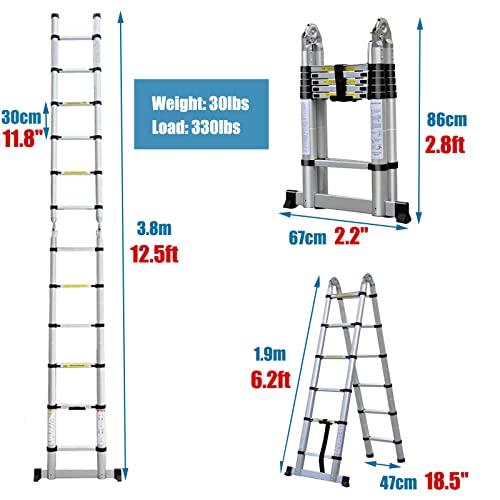 Weight: 30lbs
Load: 330lbs
30cm
11.8"
3.8m
12.5ft
86cm
2.8ft
67cm 2.2"
1.9m
6.2ft
47cm 18.5"